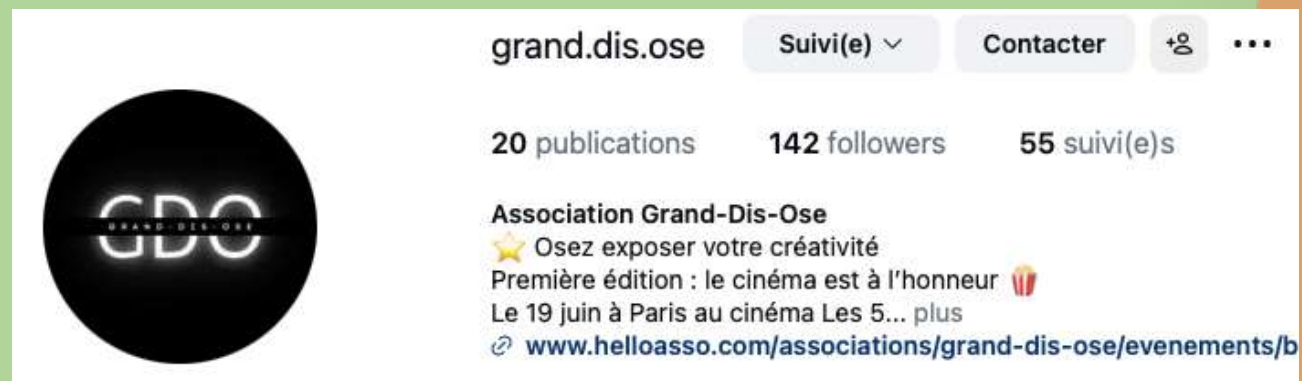 grand.dis.ose Suivi(e) Contacter
20 publications 142 followers 55 suivi(e)s
GDO
GRAND-DIS-OSE
Association Grand-Dis-Ose
⭐ Osez exposer votre créativité
Première édition : le cinéma est à l'honneur 🍿
Le 19 juin à Paris au cinéma Les 5... plus
www.helloasso.com/associations/grand-dis-ose/evenements/b